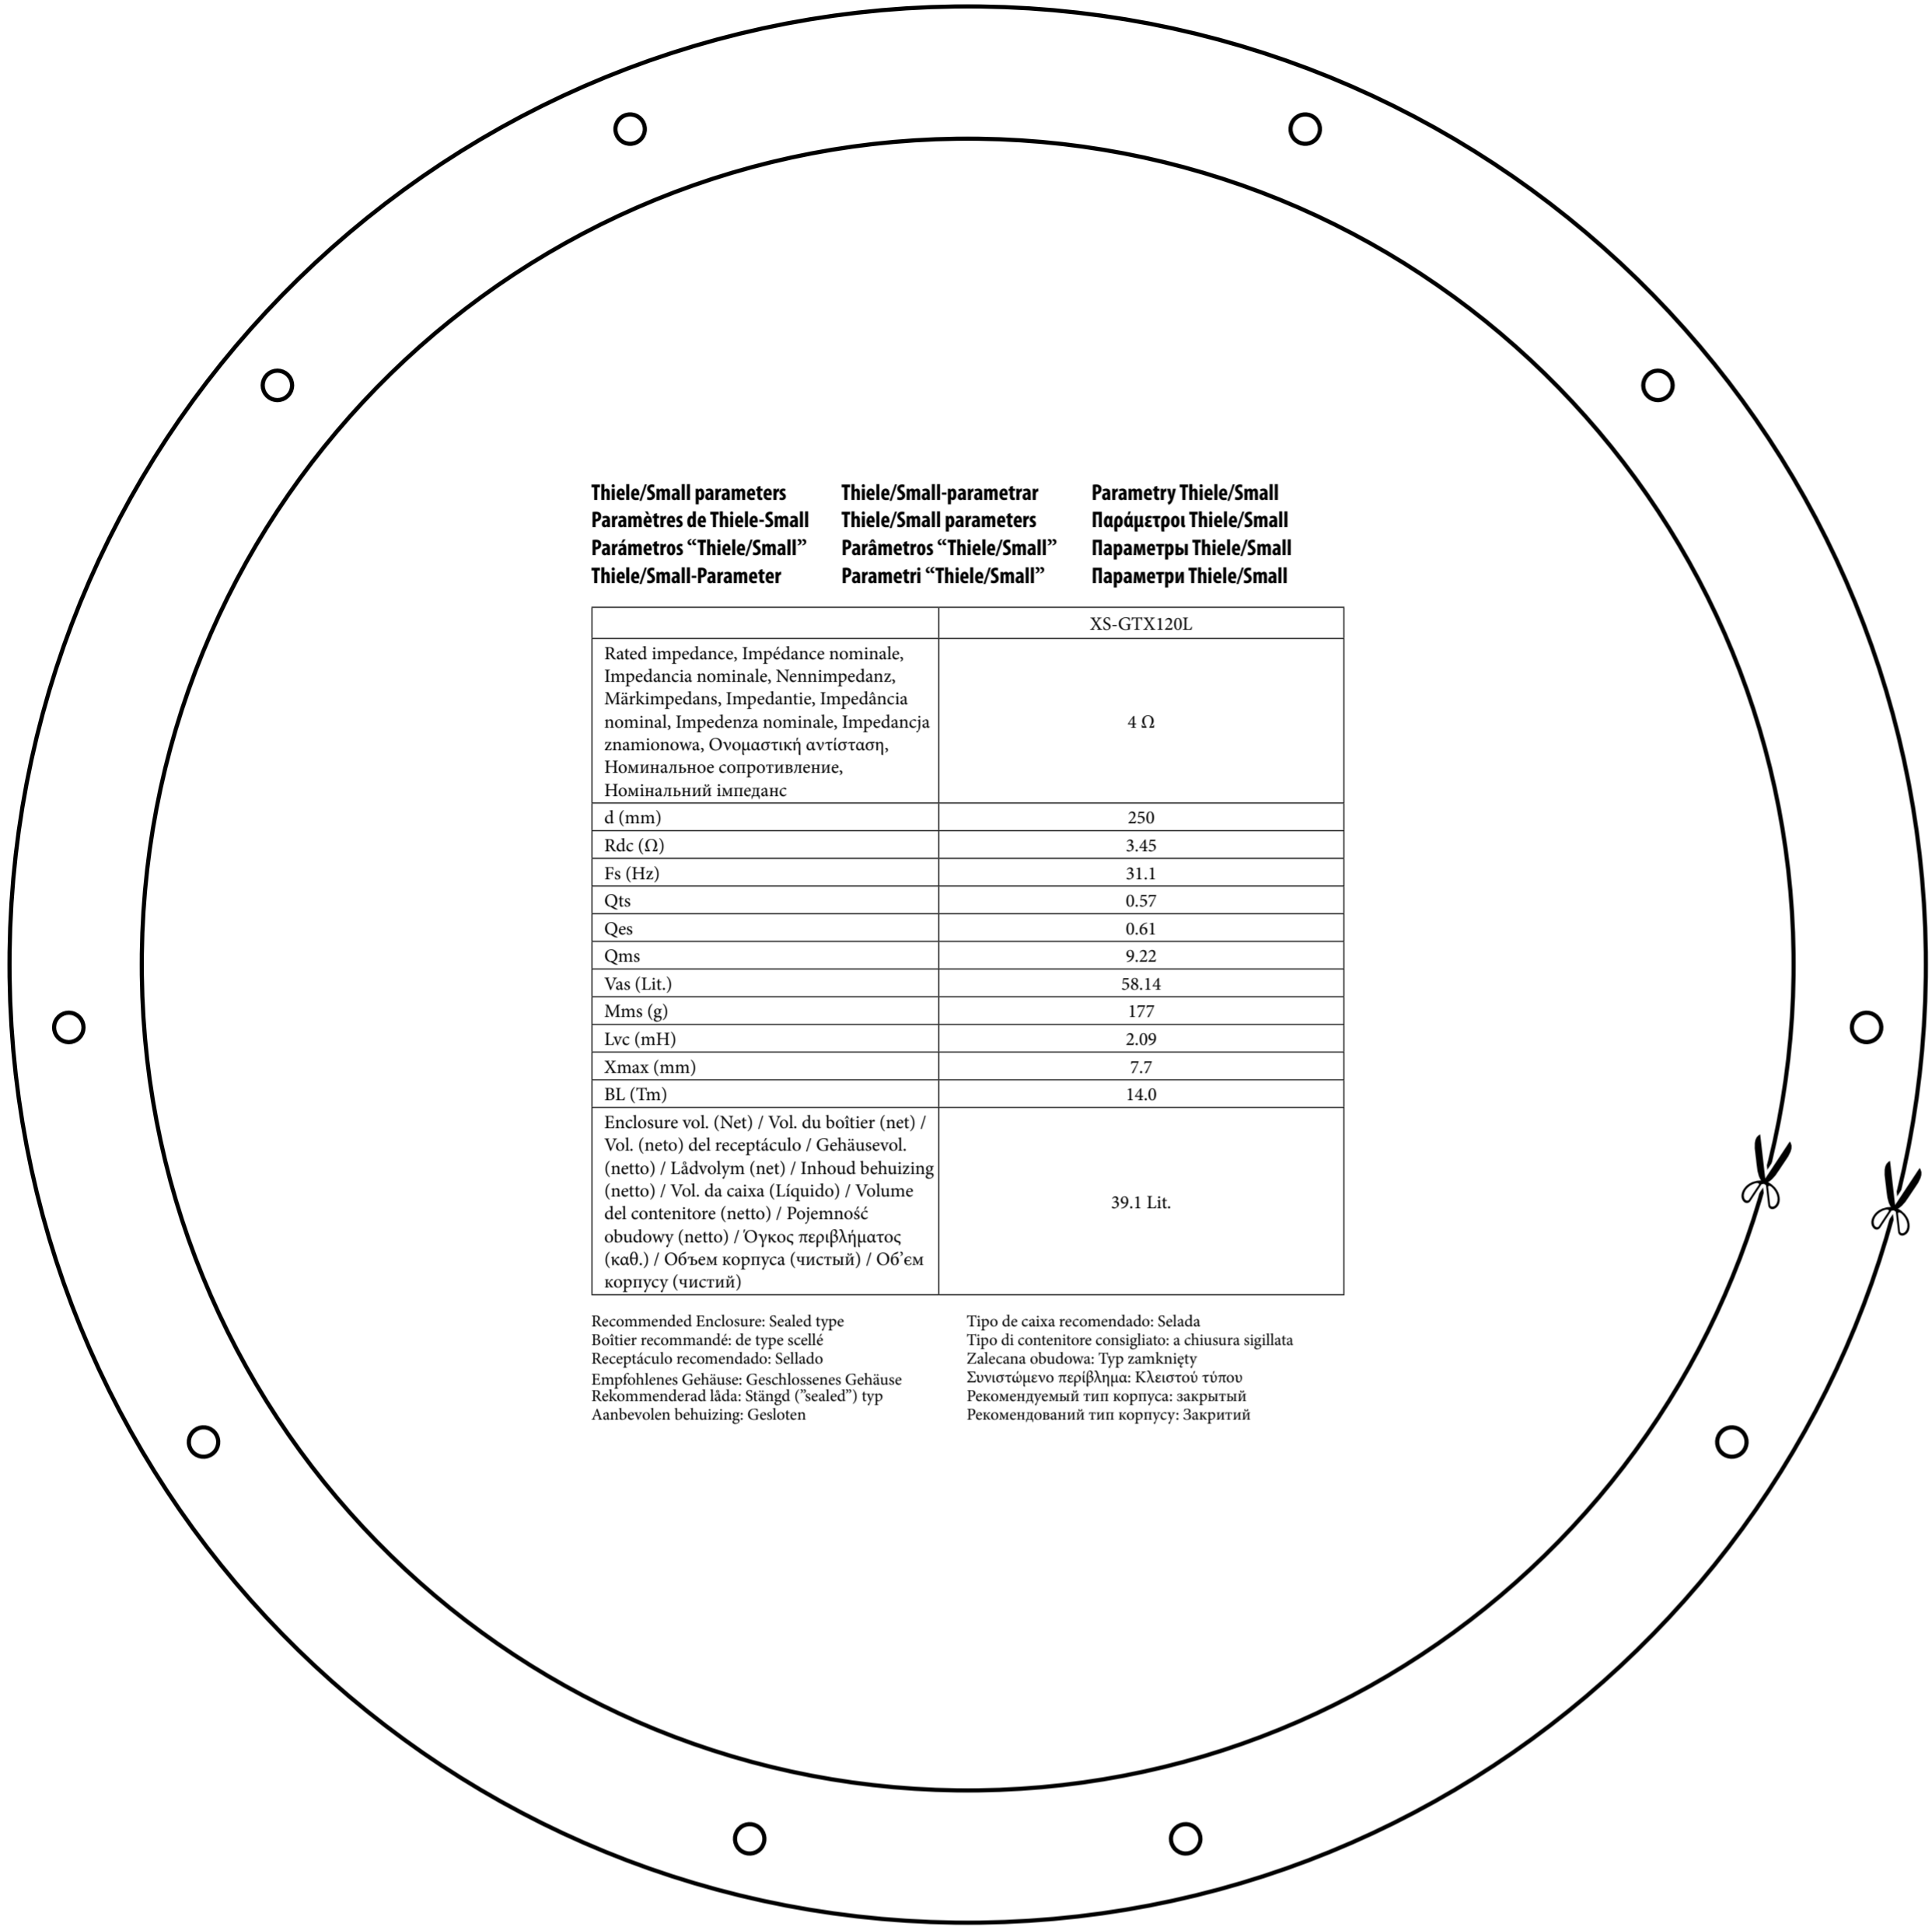 Thiele/Small parameters
Paramètres de Thiele-Small
Parámetros “Thiele/Small”
Thiele/Small-Parameter
Thiele/Small-parametrar
Thiele/Small parameters
Parâmetros “Thiele/Small”
Parametri “Thiele/Small”
Parametry Thiele/Small
Παράμετροι Thiele/Small
Параметры Thiele/Small
Параметри Thiele/Small
XS-GTX120L
Rated impedance, Impédance nominale,
Impedancia nominale, Nennimpedanz,
Märkimpedans, Impedantie, Impedância
nominal, Impedenza nominale, Impedancja
znamionowa, Ονομαστική αντίσταση,
Номинальное сопротивление,
Номінальний імпеданс
4 Ω
d (mm) 250
Rdc (Ω) 3.45
Fs (Hz) 31.1
Qts 0.57
Qes 0.61
Qms 9.22
Vas (Lit.) 58.14
Mms (g) 177
Lvc (mH) 2.09
Xmax (mm) 7.7
BL (Tm) 14.0
Enclosure vol. (Net) / Vol. du boîtier (net) /
Vol. (neto) del receptáculo / Gehäusevol.
(netto) / Lådvolym (net) / Inhoud behuizing
(netto) / Vol. da caixa (Líquido) / Volume
del contenitore (netto) / Pojemność
obudowy (netto) / Όγκος περιβλήματος
(καθ.) / Объем корпуса (чистый) / Об’єм
корпусу (чистий)
39.1 Lit.
Recommended Enclosure: Sealed type
Boîtier recommandé: de type scellé
Receptáculo recomendado: Sellado
Empfohlenes Gehäuse: Geschlossenes Gehäuse
Rekommenderad låda: Stängd (”sealed”) typ
Aanbevolen behuizing: Gesloten
Tipo de caixa recomendado: Selada
Tipo di contenitore consigliato: a chiusura sigillata
Zalecana obudowa: Typ zamknięty
Συνιστώμενο περίβλημα: Κλειστού τύπου
Рекомендуемый тип корпуса: закрытый
Рекомендований тип корпусу: Закритий